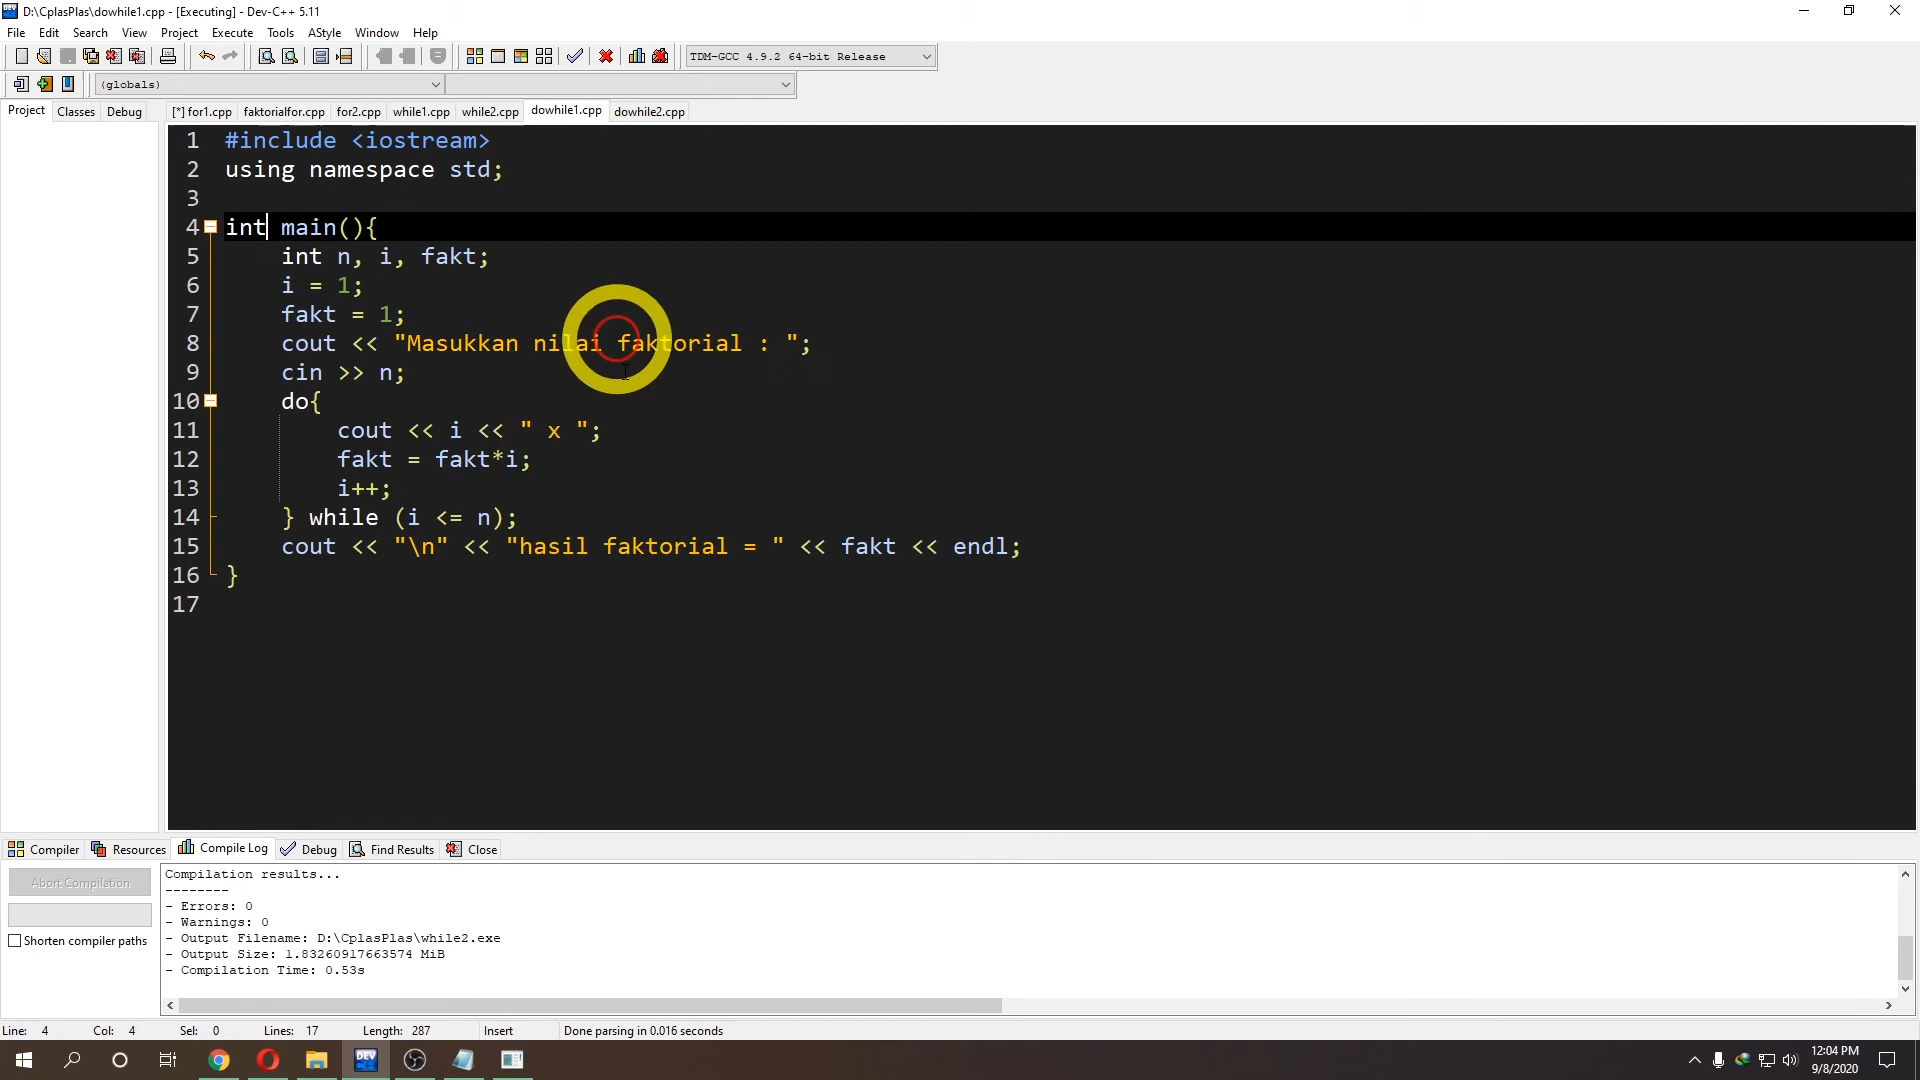 D:\CplasPlas\dowhile1.cpp - [Executing] - Dev-C++ 5.11
File Edit Search View Project Execute Tools AStyle Window Help
TDM-GCC 4.9.2 64-bit Release
(globals)
Project Classes Debug [*] for1.cpp faktorialfor.cpp for2.cpp while1.cpp while2.cpp dowhile1.cpp dowhile2.cpp
1 #include <iostream>
2 using namespace std;
3
4 int main(){
5 int n, i, fakt;
6 i = 1;
7 fakt = 1;
8 cout << "Masukkan nilai faktorial : ";
9 cin >> n;
10 do{
11 cout << i << " x ";
12 fakt = fakt*i;
13 i++;
14 } while (i <= n);
15 cout << "\n" << "hasil faktorial = " << fakt << endl;
16 }
17
Compiler Resources Compile Log Debug Find Results Close
Abort Compilation
Shorten compiler paths
Compilation results...
--------
- Errors: 0
- Warnings: 0
- Output Filename: D:\CplasPlas\while2.exe
- Output Size: 1.83260917663574 MiB
- Compilation Time: 0.53s
Line: 4 Col: 4 Sel: 0 Lines: 17 Length: 287 Insert Done parsing in 0.016 seconds
DEV
12:04 PM
9/8/2020